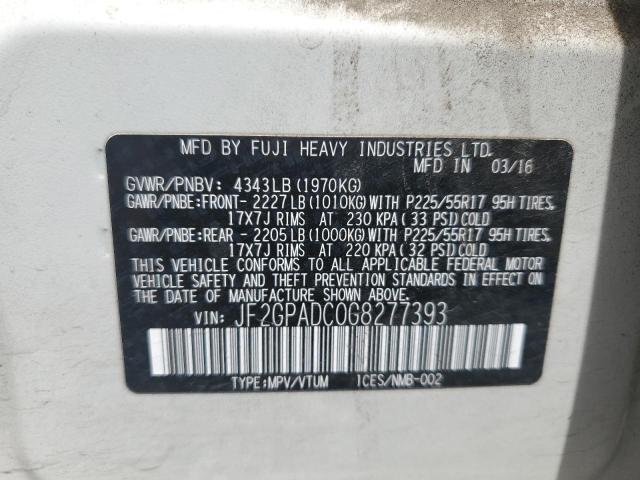 MFD BY FUJI HEAVY INDUSTRIES LTD.
MFD IN 03/16
GVWR/PNBV: 4343LB(1970KG)
GAWR/PNBE:FRONT- 2227LB(1010KG)WITH P225/55R17 95H TIRES,
17X7J RIMS AT 230 KPA(33 PSI)COLD
GAWR/PNBE:REAR - 2205LB(1000KG)WITH P225/55R17 95H TIRES,
17X7J RIMS AT 220 KPA(32 PSI)COLD
THIS VEHICLE CONFORMS TO ALL APPLICABLE FEDERAL MOTOR
VEHICLE SAFETY AND THEFT PREVENTION STANDARDS IN EFFECT ON
THE DATE OF MANUFACTURE SHOWN ABOVE.
VIN: JF2GPADC0G8277393
TYPE:MPV/VTUM ICES/NMB-002